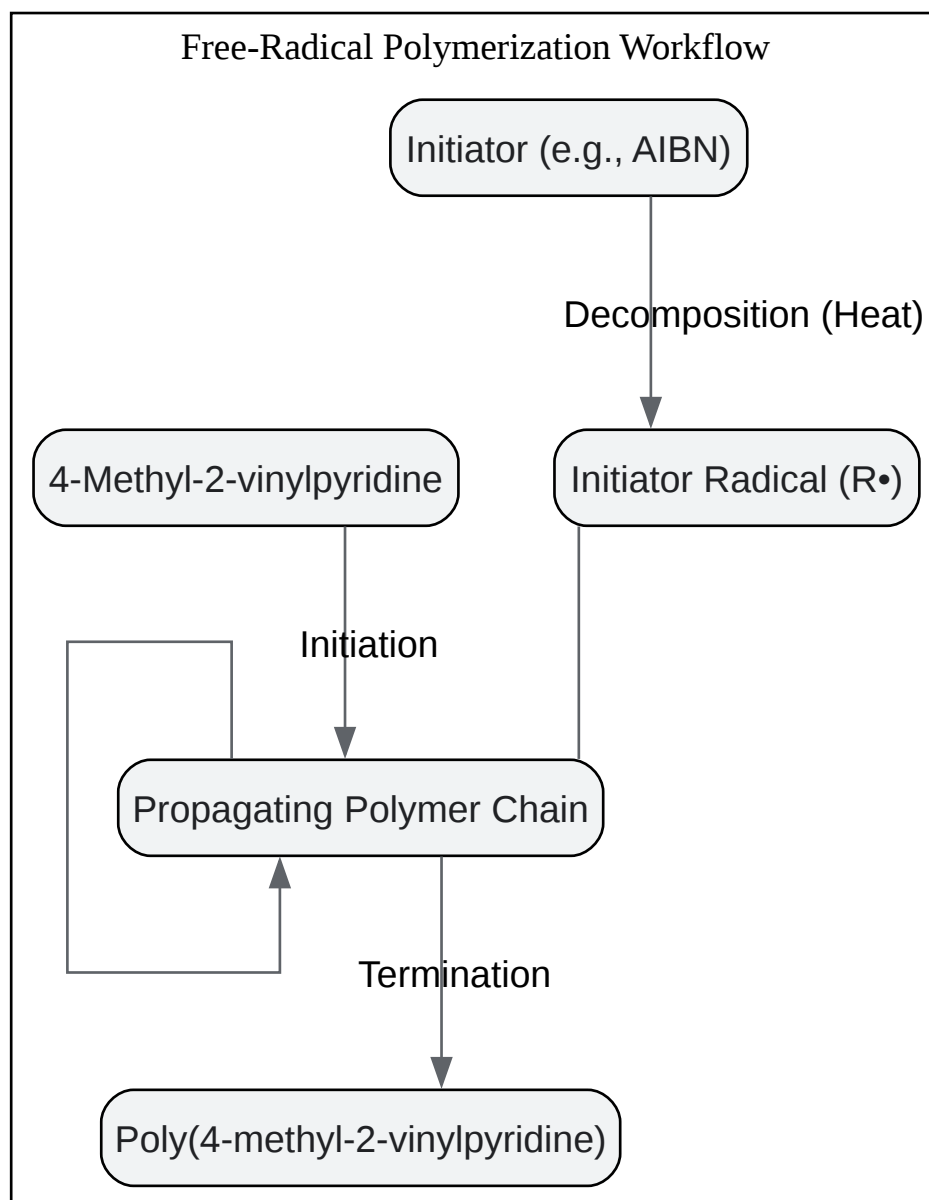 Free-Radical Polymerization Workflow
Initiator (e.g., AIBN)
Decomposition (Heat)
4-Methyl-2-vinylpyridine
Initiator Radical (R•)
Initiation
Propagating Polymer Chain
Termination
Poly(4-methyl-2-vinylpyridine)